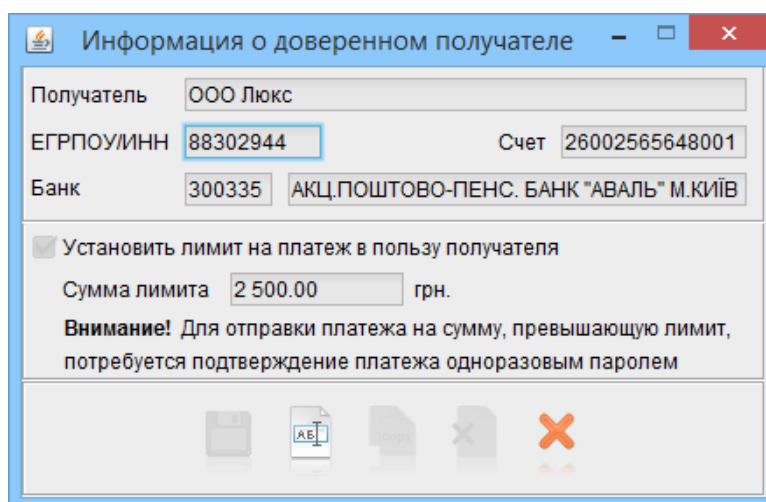 Информация о доверенном получателе
Получатель ООО Люкс
ЕГРПОУ/ИНН 88302944 Счет 26002565648001
Банк 300335 АКЦ.ПОШТОВО-ПЕНС. БАНК "АВАЛЬ" М.КИЇВ
Установить лимит на платеж в пользу получателя
Сумма лимита 2 500.00 грн.
Внимание! Для отправки платежа на сумму, превышающую лимит,
потребуется подтверждение платежа одноразовым паролем
АБ copy